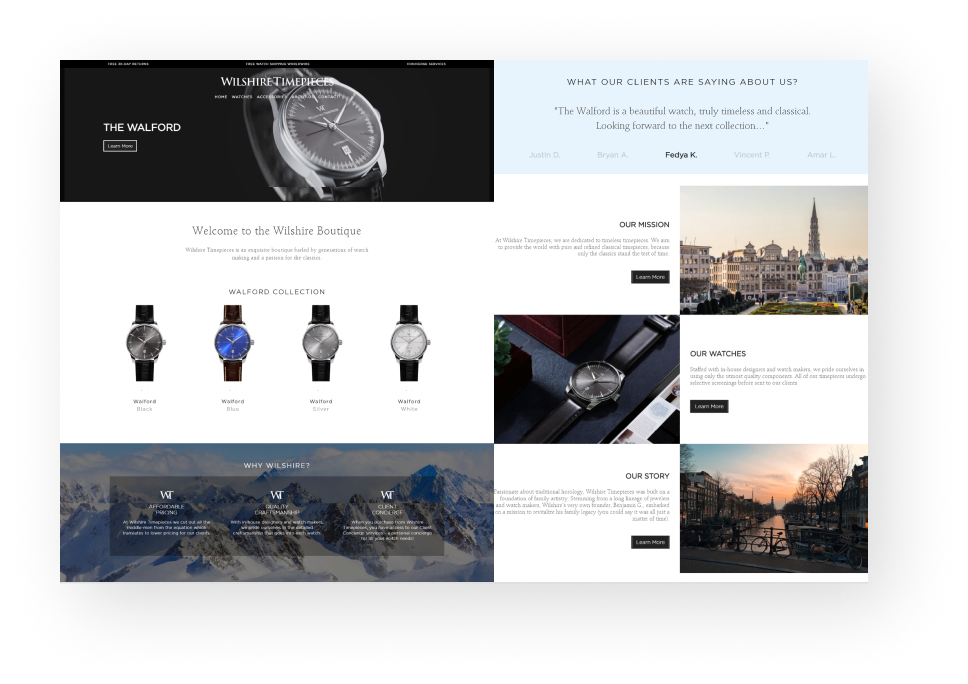 FREE 30-DAY RETURNS
FREE WATCH SHIPPING WORLDWIDE
CONCIERGE SERVICES
WILSHIRE TIMEPIECES
HOME WATCHES ACCESSORIES ABOUT US CONTACT
THE WALFORD
Learn More
Welcome to the Wilshire Boutique
Wilshire Timepieces is an exquisite boutique fueled by generations of watch
making and a passion for the classics.
WALFORD COLLECTION
Walford
Black
Walford
Blue
Walford
Silver
Walford
White
WHY WILSHIRE?
WT
AFFORDABLE
PRICING
At Wilshire Timepieces we cut out all the
middle-men from the equation which
translates to lower pricing for our clients.
WT
QUALITY
CRAFTSMANSHIP
With in-house designers and watch makers,
we pride ourselves in the detailed
craftsmanship that goes into each watch.
WT
CLIENT
CONCIERGE
When you purchase from Wilshire
Timepieces, you have access to our Client
Concierge Services - a personal concierge
for all your watch needs!
WHAT OUR CLIENTS ARE SAYING ABOUT US?
"The Walford is a beautiful watch, truly timeless and classical.
Looking forward to the next collection…"
Justin D. Bryan A. Fedya K. Vincent P. Amar L.
OUR MISSION
At Wilshire Timepieces, we are dedicated to timeless timepieces. We aim
to provide the world with pure and refined classical timepieces, because
only the classics stand the test of time.
Learn More
OUR WATCHES
Staffed with in-house designers and watch makers, we pride ourselves in
using only the utmost quality components. All of our timepieces undergo
selective screenings before sent to our clients
Learn More
OUR STORY
Passionate about traditional horology, Wilshire Timepieces was built on a
foundation of family artistry. Stemming from a long lineage of jewelers
and watch makers, Wilshire's very own founder, Benjamin G., embarked
on a mission to revitalize his family legacy (you could say it was all just a
matter of time).
Learn More